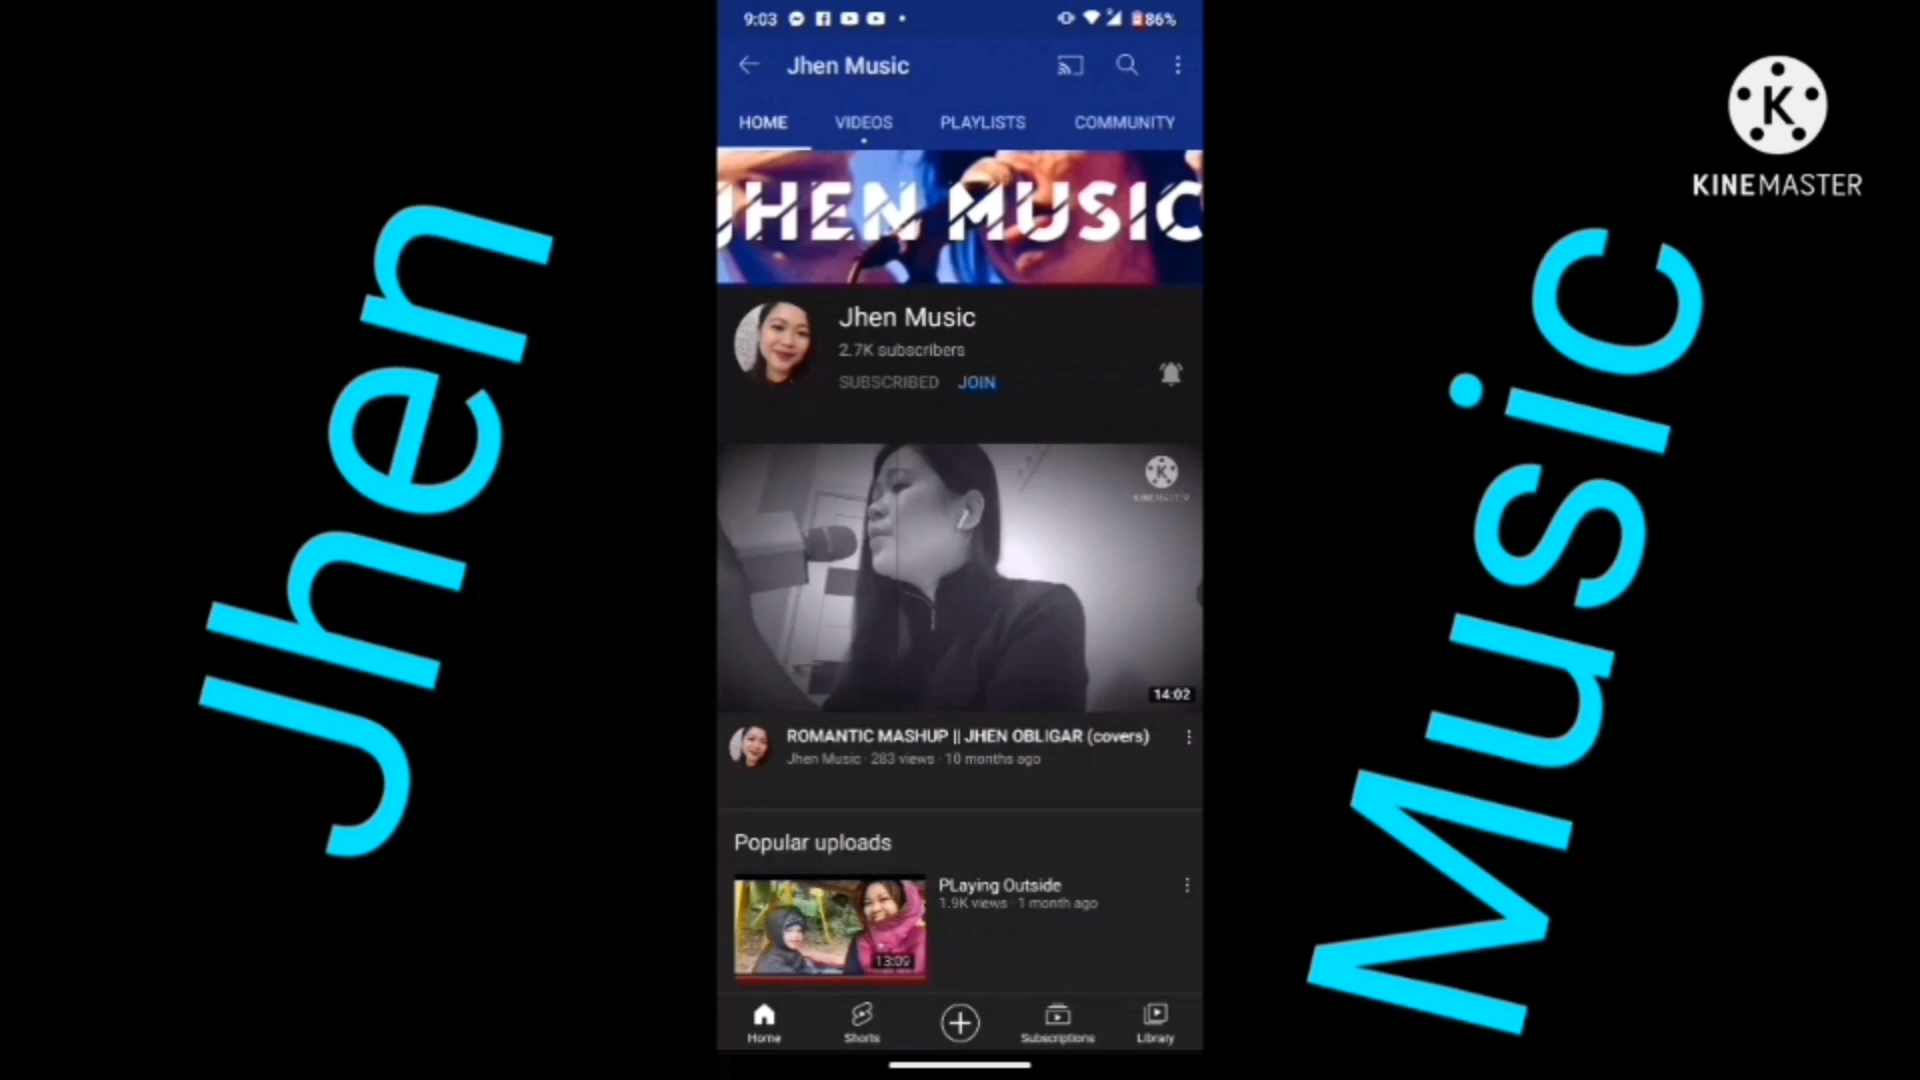 9:03
86%
Jhen Music
HOME VIDEOS PLAYLISTS COMMUNITY
JHEN MUSIC
Jhen Music
2.7K subscribers
SUBSCRIBED JOIN
KINEMASTER
14:02
ROMANTIC MASHUP || JHEN OBLIGAR (covers)
Jhen Music · 283 views · 10 months ago
Popular uploads
PLaying Outside
1.9K views · 1 month ago
13:09
Home Shorts Subscriptions Library
Jhen
Music
K
KINEMASTER